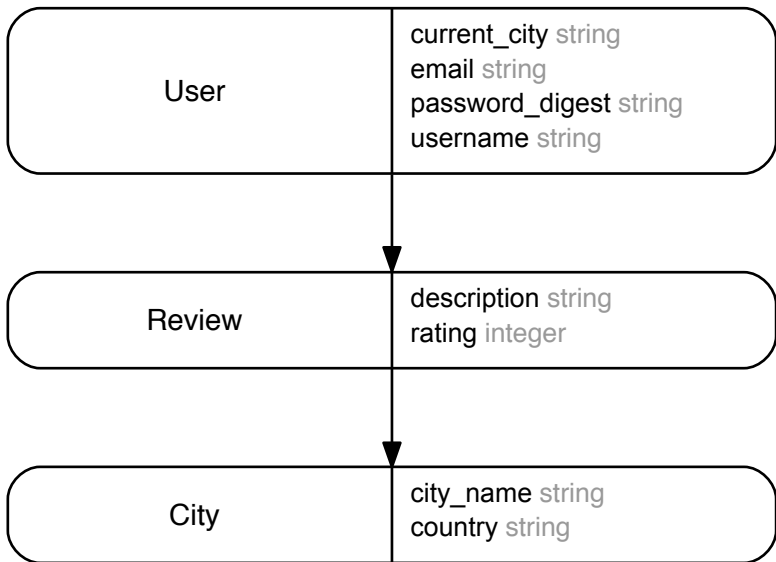 User
current_city string
email string
password_digest string
username string
Review
description string
rating integer
City
city_name string
country string